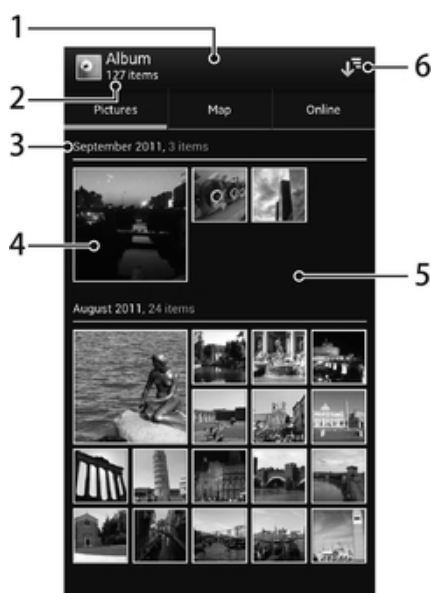 1
Album
127 items
6
2
Pictures
Map
Online
3
September 2011, 3 items
4
5
August 2011, 24 items